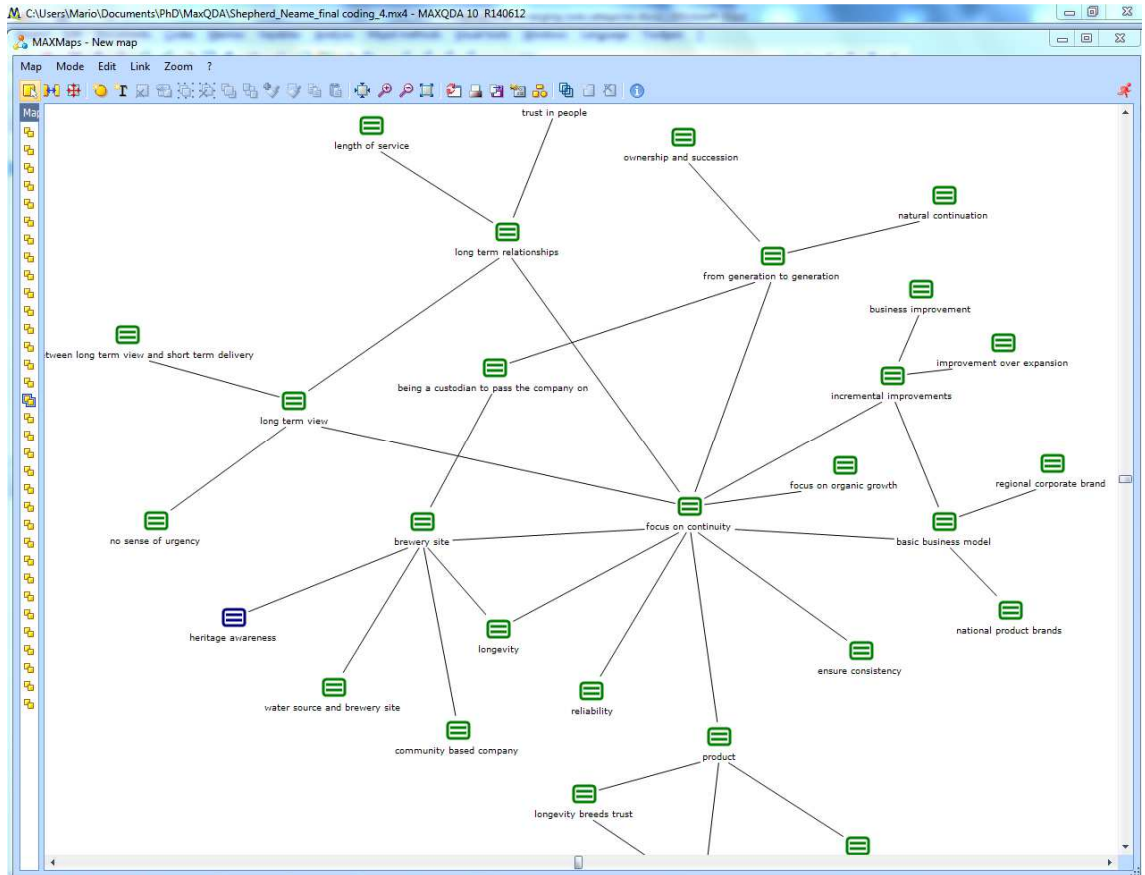 C:\Users\Mario\Documents\PhD\MaxQDA\Shepherd_Neame_final coding_4.mx4 - MAXQDA 10 R140612
MAXMaps - New map
Map Mode Edit Link Zoom ?
Map
trust in people
length of service
ownership and succession
natural continuation
long term relationships
from generation to generation
business improvement
tween long term view and short term delivery
improvement over expansion
being a custodian to pass the company on
incremental improvements
long term view
focus on organic growth
regional corporate brand
focus on continuity
no sense of urgency
brewery site
basic business model
heritage awareness
national product brands
longevity
ensure consistency
water source and brewery site
reliability
community based company
product
longevity breeds trust